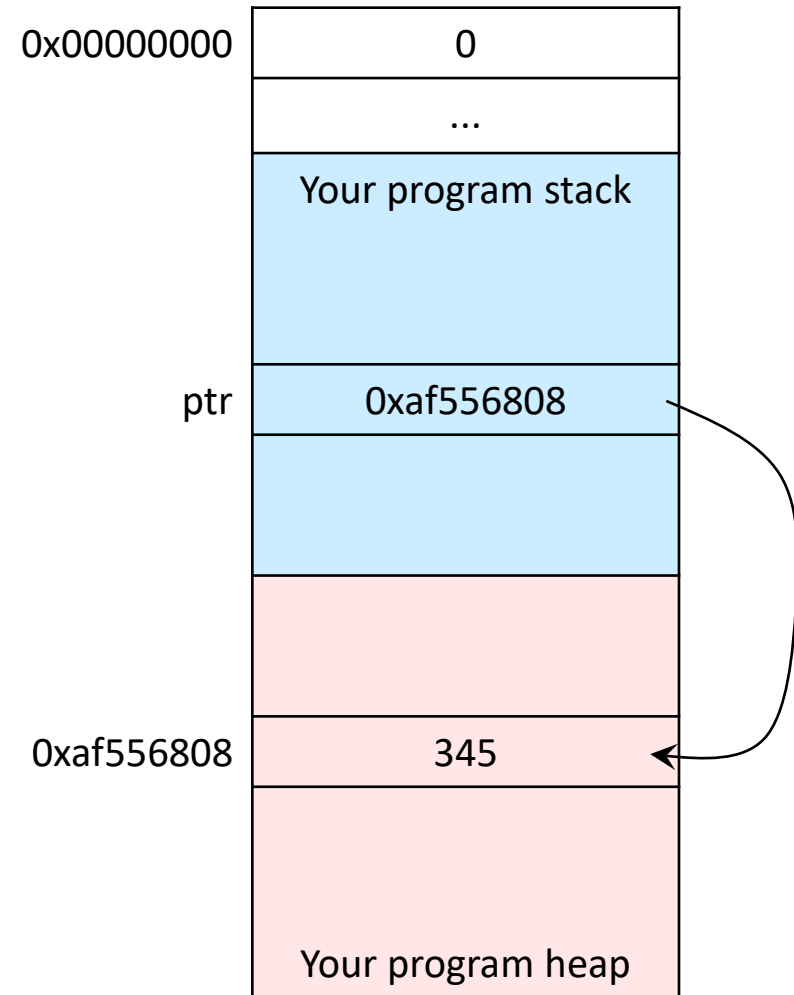 0x00000000 0
...
Your program stack
ptr 0xaf556808
0xaf556808 345
Your program heap